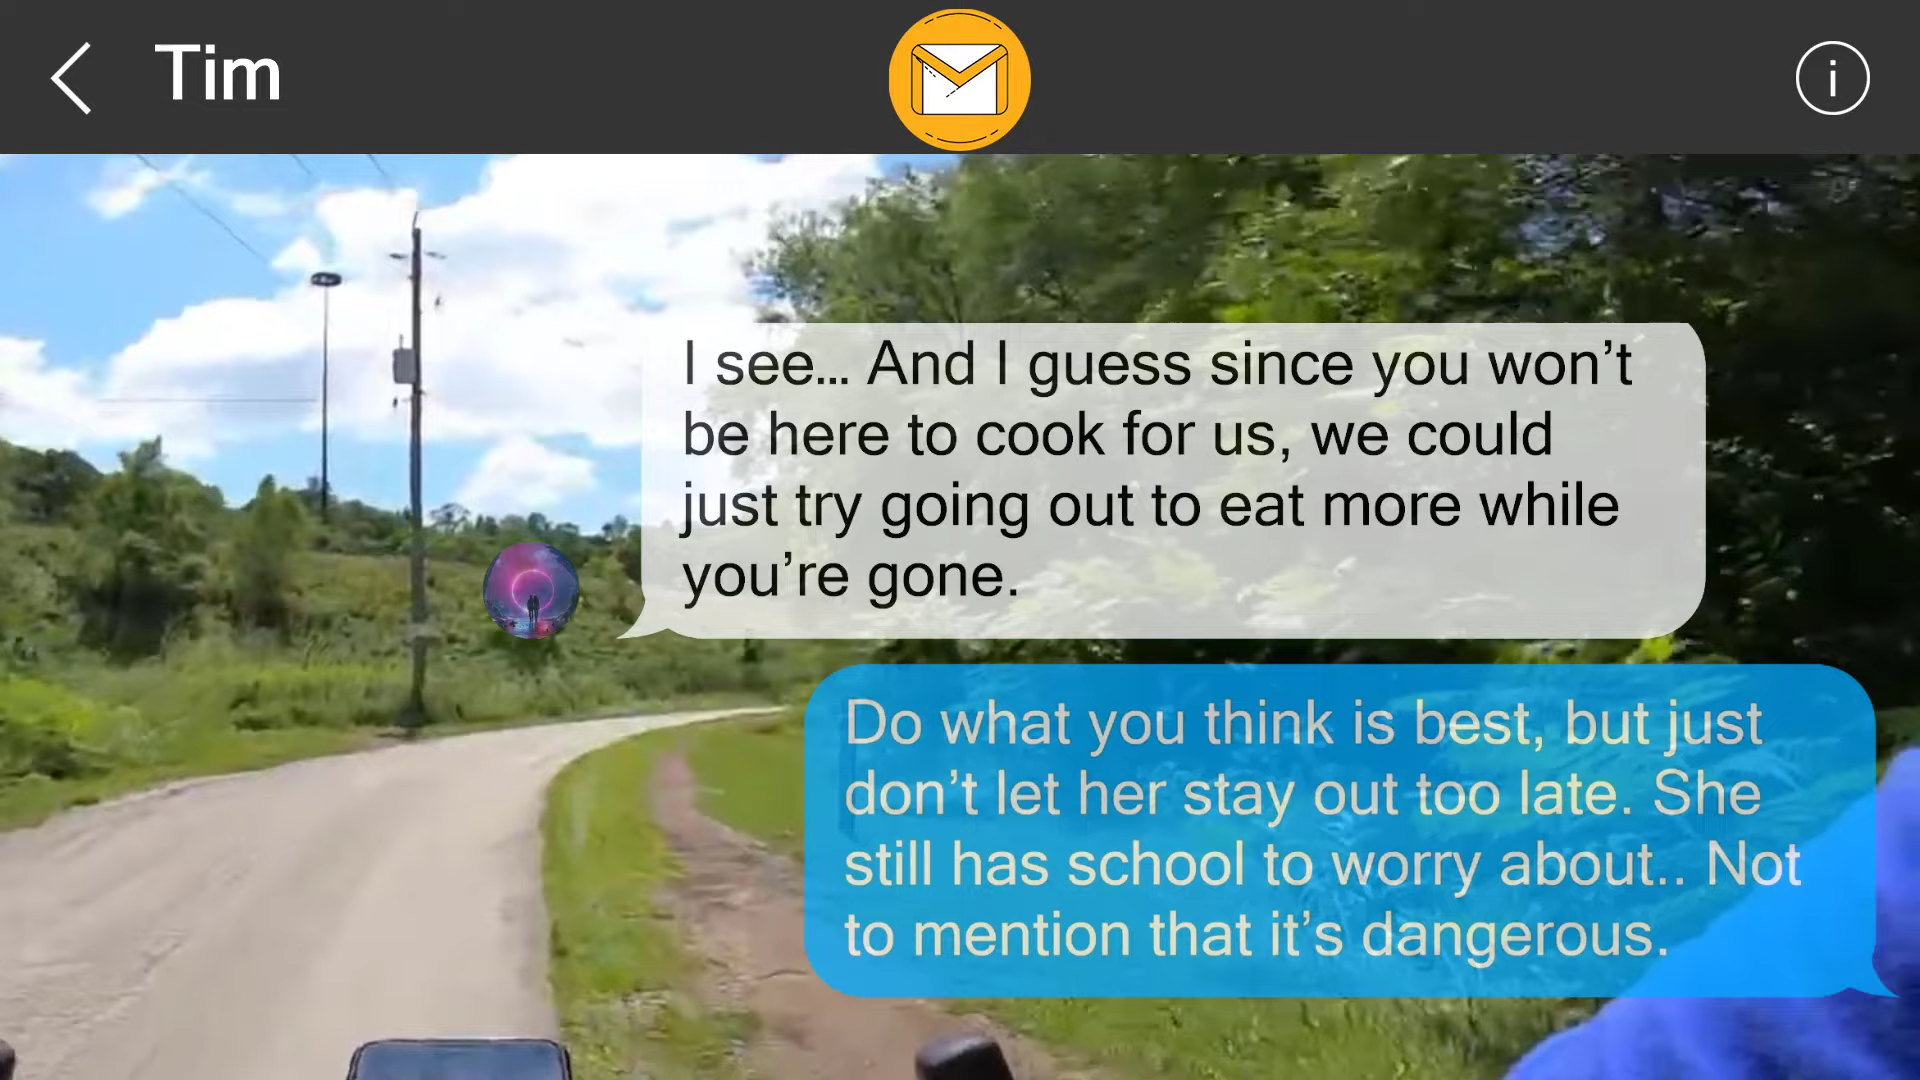 Tim
i
I see... And I guess since you won’t
be here to cook for us, we could
just try going out to eat more while
you’re gone.
Do what you think is best, but just
don’t let her stay out too late. She
still has school to worry about.. Not
to mention that it’s dangerous.